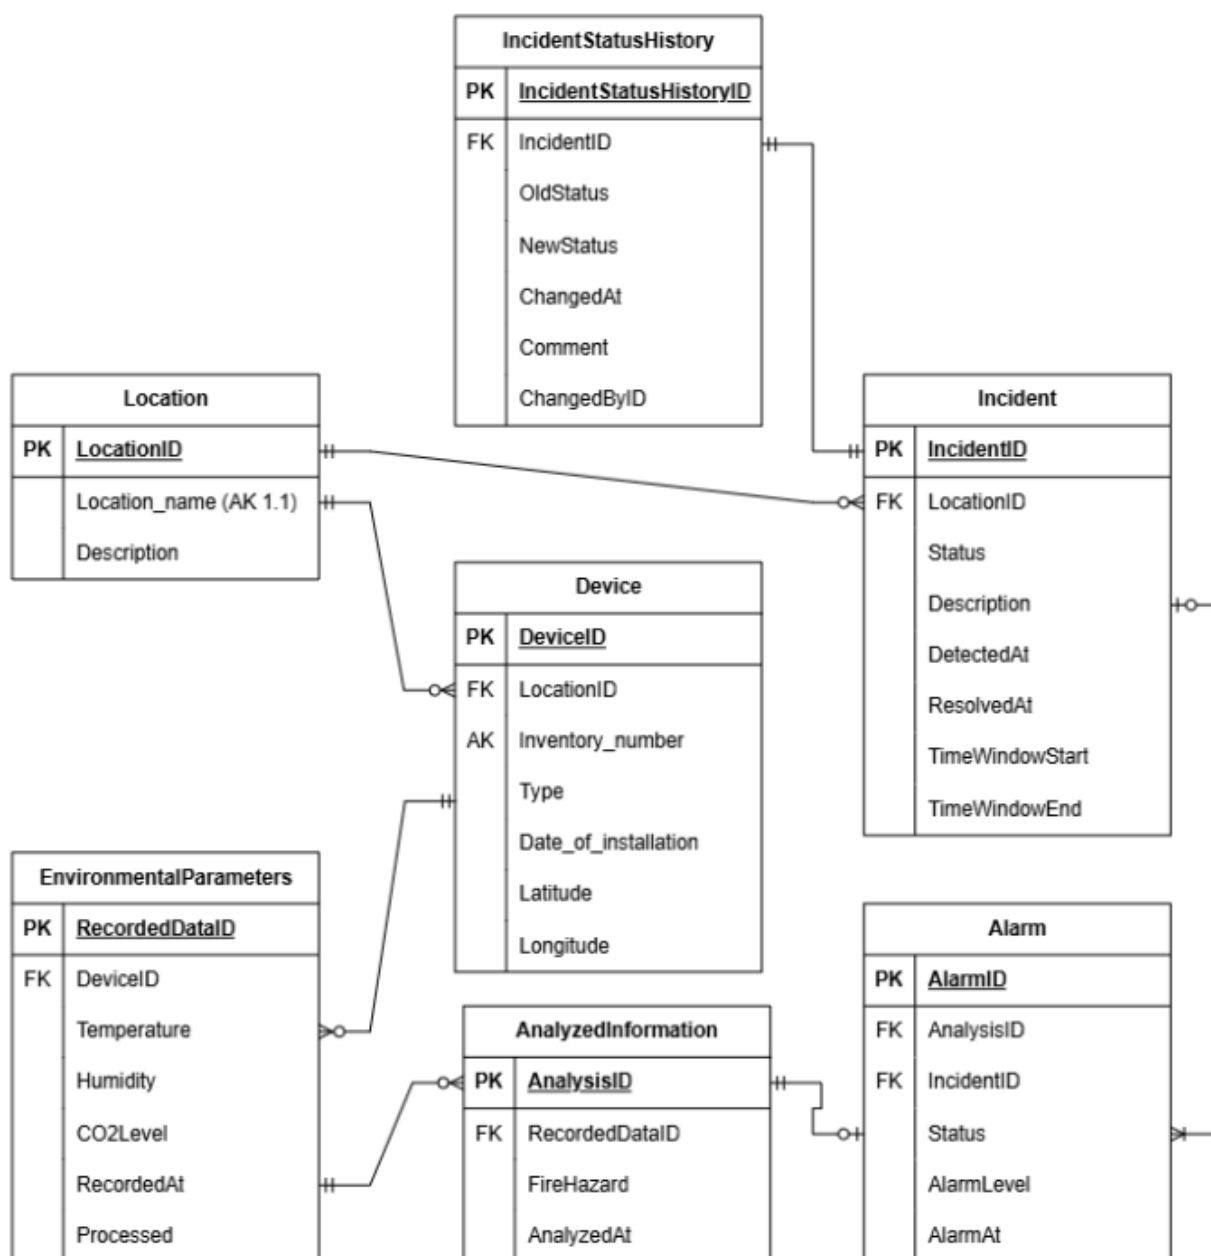 IncidentStatusHistory
PK IncidentStatusHistoryID
FK IncidentID
OldStatus
NewStatus
ChangedAt
Comment
ChangedByID
Location
PK LocationID
Location_name (AK 1.1)
Description
Incident
PK IncidentID
FK LocationID
Status
Description
DetectedAt
ResolvedAt
TimeWindowStart
TimeWindowEnd
Device
PK DeviceID
FK LocationID
AK Inventory_number
Type
Date_of_installation
Latitude
Longitude
EnvironmentalParameters
PK RecordedDataID
FK DeviceID
Temperature
Humidity
CO2Level
RecordedAt
Processed
AnalyzedInformation
PK AnalysisID
FK RecordedDataID
FireHazard
AnalyzedAt
Alarm
PK AlarmID
FK AnalysisID
FK IncidentID
Status
AlarmLevel
AlarmAt